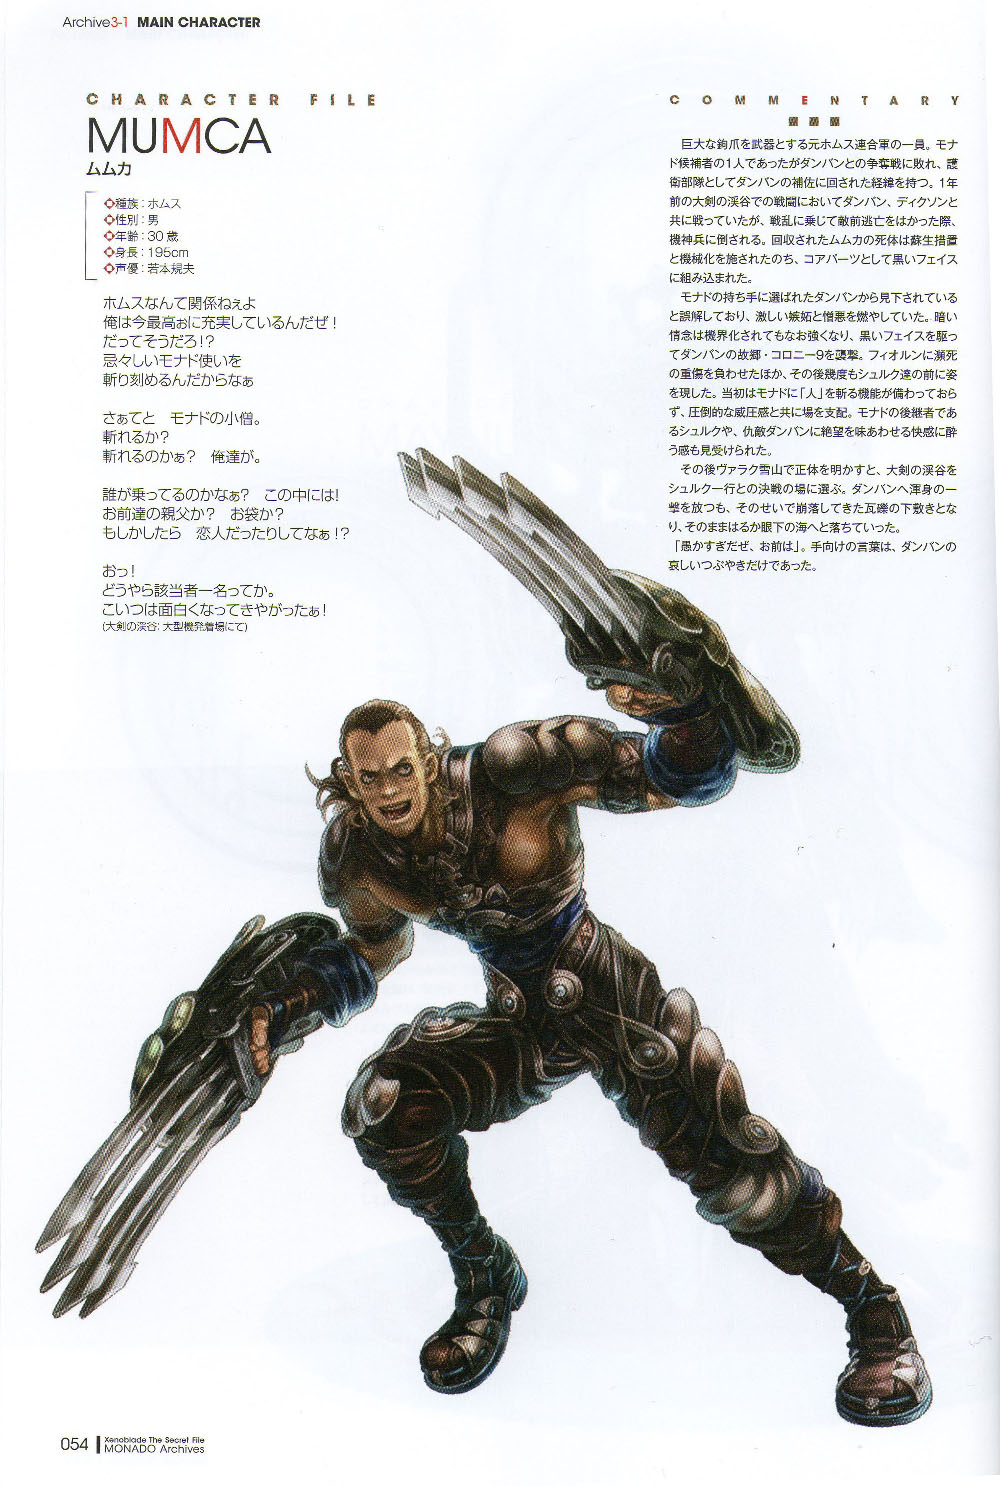 Archive3-1 MAIN CHARACTER
CHARACTER FILE
MUMCA
ムムカ
◇種族：ホムス
◇性別：男
◇年齢：30歳
◇身長：195cm
◇声優：若本規夫
ホムスなんて関係ねぇよ
俺は今最高ぉに充実しているんだぜ！
だってそうだろ!?
忌々しいモナド使いを
斬り刻めるんだからなぁ
さぁてと　モナドの小僧。
斬れるか？
斬れるのかぁ？　俺達が。
誰が乗ってるのかなぁ？　この中には！
お前達の親父か？　お袋か？
もしかしたら　恋人だったりしてなぁ!?
おっ！
どうやら該当者一名ってか。
こいつは面白くなってきやがったぁ！
(大剣の渓谷：大型機発着場にて)
COMMENTARY
巨大な鉤爪を武器とする元ホムス連合軍の一員。モナ
ド候補者の1人であったがダンバンとの争奪戦に敗れ、護
衛部隊としてダンバンの補佐に回された経緯を持つ。1年
前の大剣の渓谷での戦闘においてダンバン、ディクソンと
共に戦っていたが、戦乱に乗じて敵前逃亡をはかった際、
機神兵に倒される。回収されたムムカの死体は蘇生措置
と機械化を施されたのち、コアパーツとして黒いフェイス
に組み込まれた。
モナドの持ち手に選ばれたダンバンから見下されている
と誤解しており、激しい嫉妬と憎悪を燃やしていた。暗い
情念は機界化されてもなお強くなり、黒いフェイスを駆っ
てダンバンの故郷・コロニー9を襲撃。フィオルンに瀕死
の重傷を負わせたほか、その後幾度もシュルク達の前に姿
を現した。当初はモナドに「人」を斬る機能が備わっておら
ず、圧倒的な威圧感と共に場を支配。モナドの後継者であ
るシュルクや、仇敵ダンバンに絶望を味あわせる快感に酔
う感も見受けられた。
その後ヴァラク雪山で正体を明かすと、大剣の渓谷を
シュルク一行との決戦の場に選ぶ。ダンバンへ渾身の一
撃を放つも、そのせいで崩落してきた瓦礫の下敷きとな
り、そのままはるか眼下の海へと落ちていった。
「愚かすぎだぜ、お前は」。手向けの言葉は、ダンバンの
哀しいつぶやきだけであった。
054
Xenoblade The Secret File
MONADO Archives